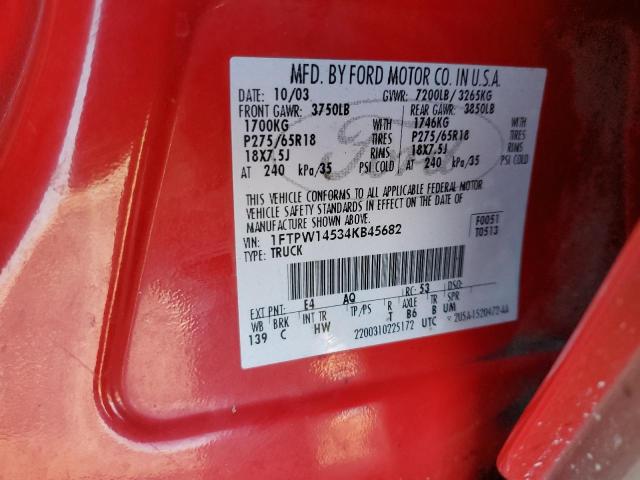 MFD. BY FORD MOTOR CO. IN U.S.A.
DATE: 10/03 GVWR: 7200LB/ 3265KG
FRONT GAWR: 3750LB REAR GAWR: 3850LB
1700KG WITH 1746KG WITH
P275/65R18 TIRES P275/65R18 TIRES
18X7.5J RIMS 18X7.5J RIMS
AT 240 kPa/35 PSI COLD AT 240 kPa/35 PSI COLD
THIS VEHICLE CONFORMS TO ALL APPLICABLE FEDERAL MOTOR
VEHICLE SAFETY STANDARDS IN EFFECT ON THE DATE OF
MANUFACTURE SHOWN ABOVE.
VIN: 1FTPW14534KB45682
TYPE: TRUCK
F0051
T0513
Ford
EXT PNT: E4 AQ RC: 53 DSO:
WB BRK INT TR TP/PS R AXLE TR SPR
139 C HW T B6 B UM
2200310225172 UTC
2U5A-1520472-AA